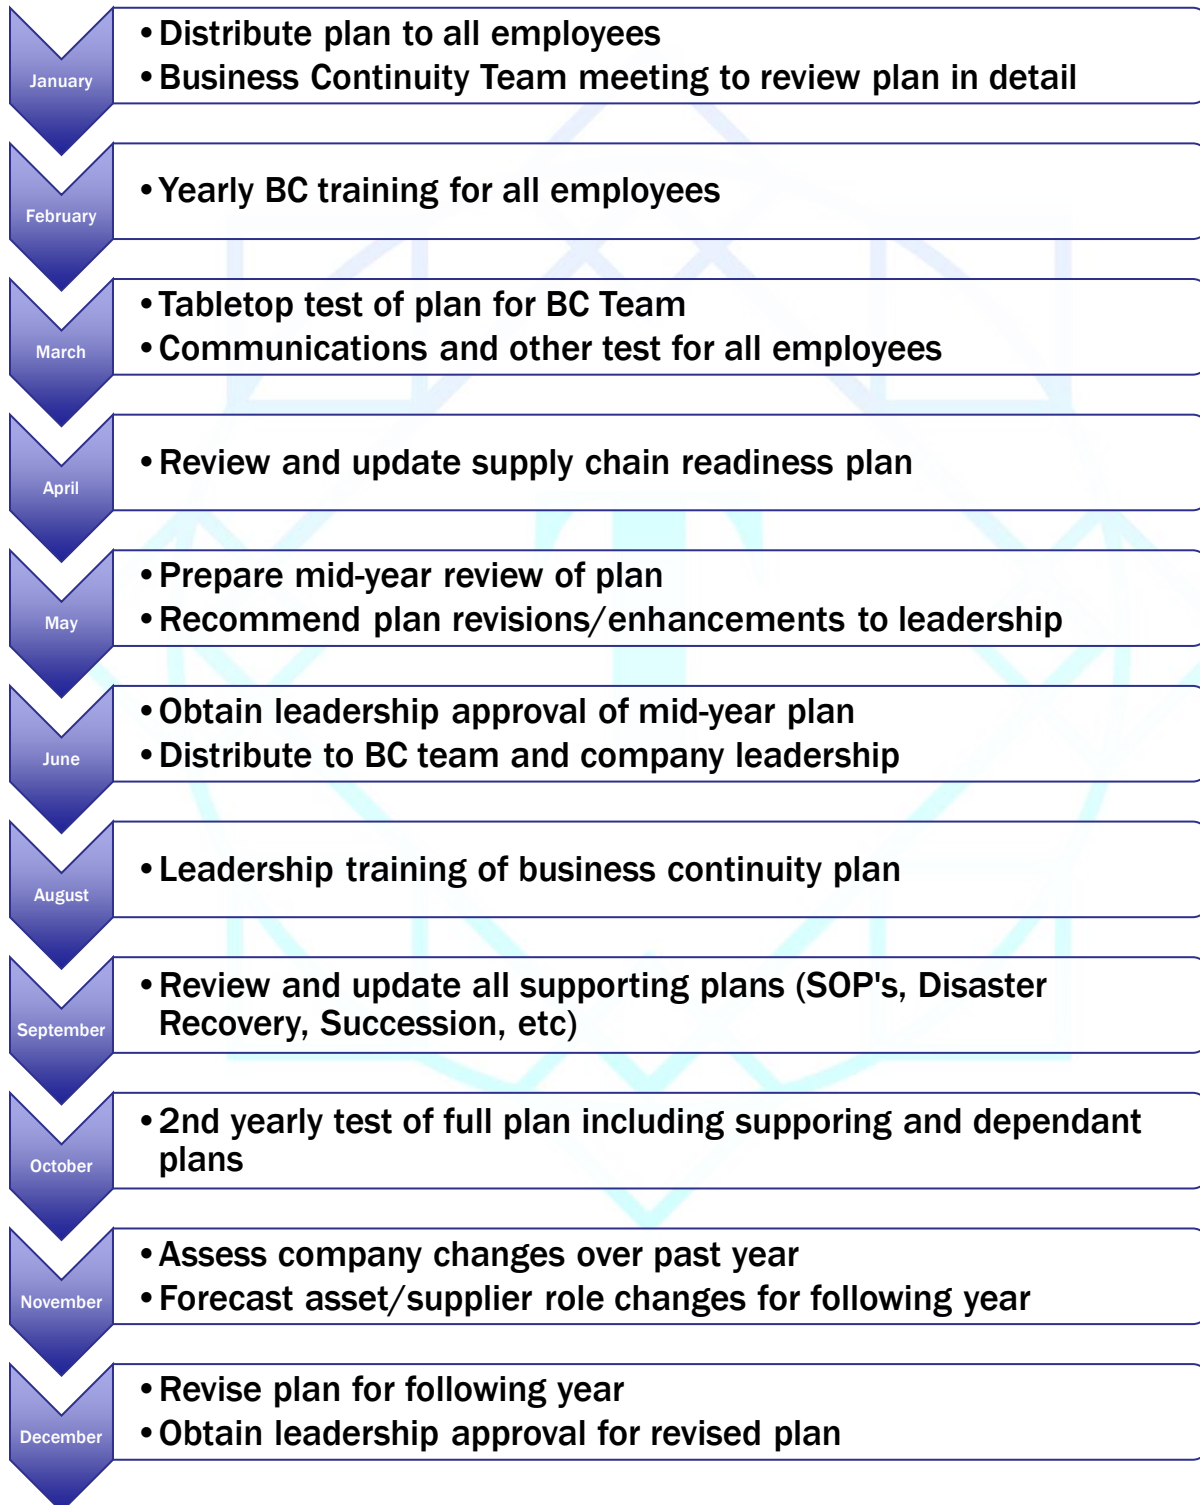 January
• Distribute plan to all employees
• Business Continuity Team meeting to review plan in detail
February
• Yearly BC training for all employees
March
• Tabletop test of plan for BC Team
• Communications and other test for all employees
April
• Review and update supply chain readiness plan
May
• Prepare mid-year review of plan
• Recommend plan revisions/enhancements to leadership
June
• Obtain leadership approval of mid-year plan
• Distribute to BC team and company leadership
August
• Leadership training of business continuity plan
September
• Review and update all supporting plans (SOP's, Disaster
Recovery, Succession, etc)
October
• 2nd yearly test of full plan including supporing and dependant
plans
November
• Assess company changes over past year
• Forecast asset/supplier role changes for following year
December
• Revise plan for following year
• Obtain leadership approval for revised plan
T